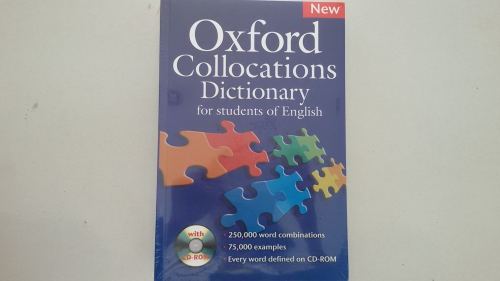 New
Oxford
Collocations
Dictionary
for students of English
with
CD-ROM
• 250,000 word combinations
• 75,000 examples
• Every word defined on CD-ROM